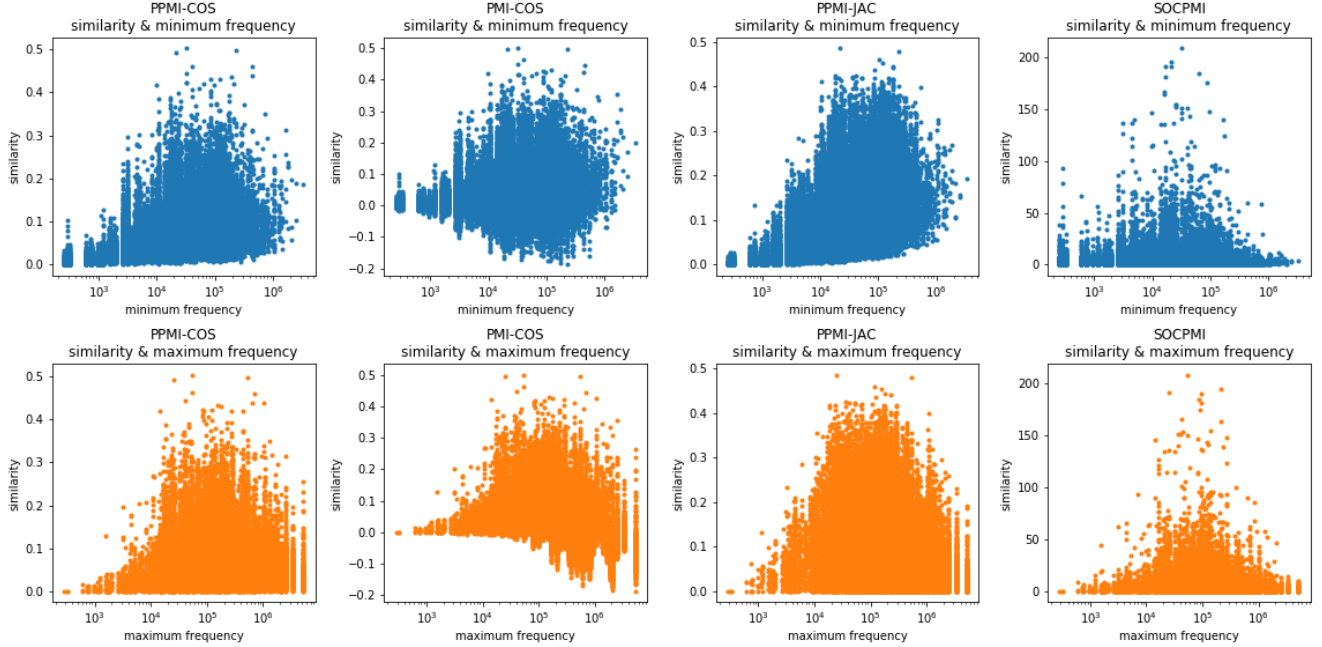 PPMI-COS
similarity & minimum frequency
0.5
0.4
0.3
0.2
0.1
0.0
similarity
10³
10⁴
10⁵
10⁶
minimum frequency
PMI-COS
similarity & minimum frequency
0.5
0.4
0.3
0.2
0.1
0.0
−0.1
−0.2
similarity
10³
10⁴
10⁵
10⁶
minimum frequency
PPMI-JAC
similarity & minimum frequency
0.5
0.4
0.3
0.2
0.1
0.0
similarity
10³
10⁴
10⁵
10⁶
minimum frequency
SOCPMI
similarity & minimum frequency
200
150
100
50
0
similarity
10³
10⁴
10⁵
10⁶
minimum frequency
PPMI-COS
similarity & maximum frequency
0.5
0.4
0.3
0.2
0.1
0.0
similarity
10³
10⁴
10⁵
10⁶
maximum frequency
PMI-COS
similarity & maximum frequency
0.5
0.4
0.3
0.2
0.1
0.0
−0.1
−0.2
similarity
10³
10⁴
10⁵
10⁶
maximum frequency
PPMI-JAC
similarity & maximum frequency
0.5
0.4
0.3
0.2
0.1
0.0
similarity
10³
10⁴
10⁵
10⁶
maximum frequency
SOCPMI
similarity & maximum frequency
200
150
100
50
0
similarity
10³
10⁴
10⁵
10⁶
maximum frequency